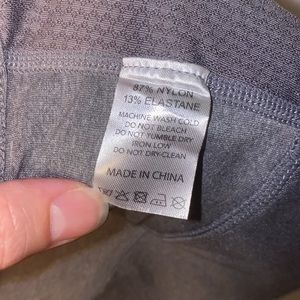 87% NYLON
13% ELASTANE
MACHINE WASH COLD
DO NOT BLEACH
DO NOT TUMBLE DRY
IRON LOW
DO NOT DRY-CLEAN
MADE IN CHINA